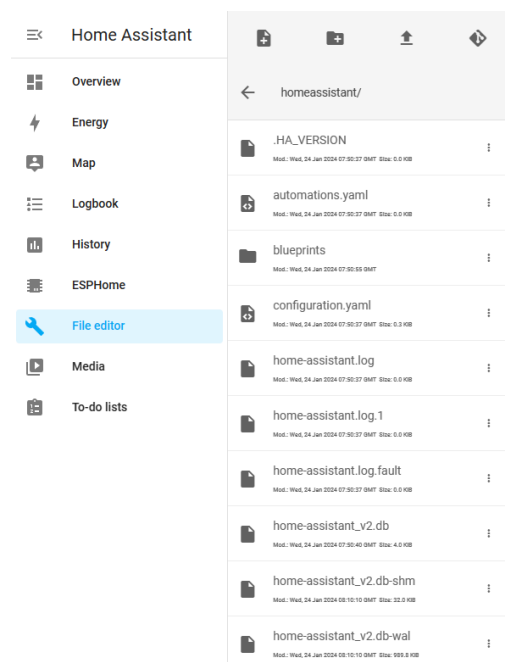 Home Assistant
Overview
Energy
Map
Logbook
History
ESPHome
File editor
Media
To-do lists
homeassistant/
.HA_VERSION
Mod.: Wed, 24 Jan 2024 07:50:37 GMT Size: 0.0 KiB
automations.yaml
Mod.: Wed, 24 Jan 2024 07:50:37 GMT Size: 0.0 KiB
blueprints
Mod.: Wed, 24 Jan 2024 07:50:55 GMT
configuration.yaml
Mod.: Wed, 24 Jan 2024 07:50:37 GMT Size: 0.3 KiB
home-assistant.log
Mod.: Wed, 24 Jan 2024 07:50:37 GMT Size: 0.0 KiB
home-assistant.log.1
Mod.: Wed, 24 Jan 2024 07:50:37 GMT Size: 0.0 KiB
home-assistant.log.fault
Mod.: Wed, 24 Jan 2024 07:50:37 GMT Size: 0.0 KiB
home-assistant_v2.db
Mod.: Wed, 24 Jan 2024 07:50:40 GMT Size: 4.0 KiB
home-assistant_v2.db-shm
Mod.: Wed, 24 Jan 2024 08:10:10 GMT Size: 32.0 KiB
home-assistant_v2.db-wal
Mod.: Wed, 24 Jan 2024 08:10:10 GMT Size: 989.8 KiB